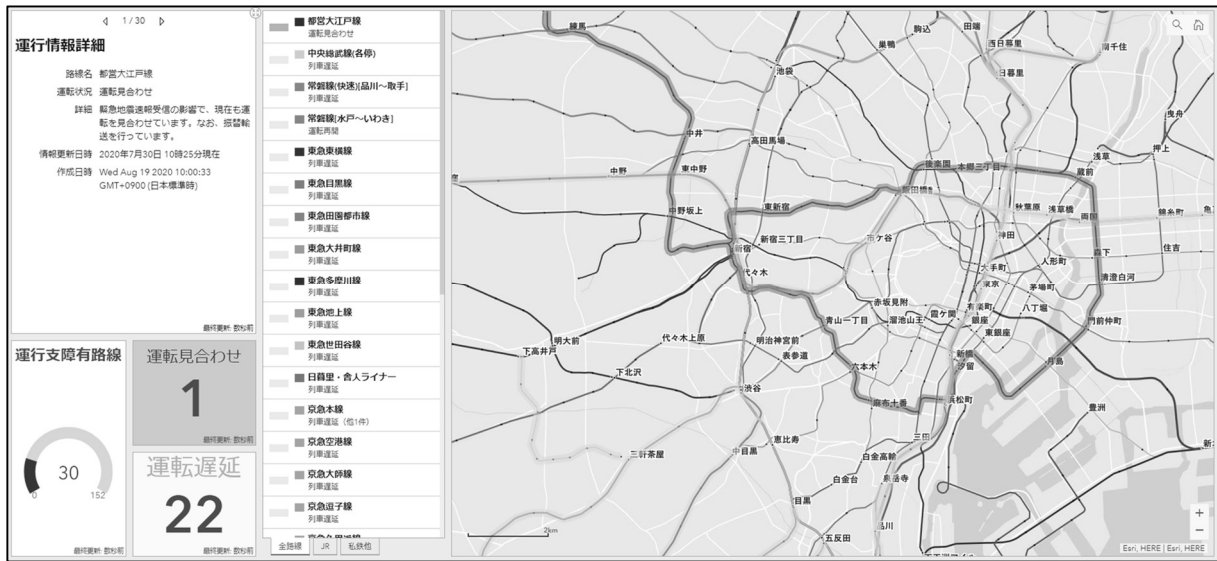 1 / 30
運行情報詳細
路線名 都営大江戸線
運転状況 運転見合わせ
詳細 緊急地震速報受信の影響で、現在も運
転を見合わせています。なお、振替輸
送を行っています。
情報更新日時 2020年7月30日 10時25分現在
作成日時 Wed Aug 19 2020 10:00:33
GMT+0900 (日本標準時)
最終更新: 数秒前
運行支障有路線
30
0
152
最終更新: 数秒前
運転見合わせ
1
最終更新: 数秒前
運転遅延
22
最終更新: 数秒前
都営大江戸線
運転見合わせ
中央総武線(各停)
列車遅延
常磐線(快速)[品川～取手]
列車遅延
常磐線[水戸～いわき]
運転再開
東急東横線
列車遅延
東急目黒線
列車遅延
東急田園都市線
列車遅延
東急大井町線
列車遅延
東急多摩川線
列車遅延
東急池上線
列車遅延
東急世田谷線
列車遅延
日暮里・舎人ライナー
列車遅延
京急本線
列車遅延（他1件）
京急空港線
列車遅延
京急大師線
列車遅延
京急逗子線
列車遅延
全路線
JR
私鉄他
練馬
駒込
田端
巣鴨
西日暮里
南千住
池袋
日暮里
曳舟
中井
高田馬場
押上
浅草
後楽園
本郷三丁目
蔵前
中野
東中野
飯田橋
秋葉原
浅草橋
両国
錦糸町
中野坂上
東新宿
新宿
新宿三丁目
市ケ谷
神田
森下
住吉
代々木
大手町
人形町
清澄白河
東京
茅場町
赤坂見附
有楽町
八丁堀
青山一丁目
溜池山王
霞ケ関
銀座
東銀座
門前仲町
明大前
代々木上原
明治神宮前
表参道
新橋
汐留
月島
下高井戸
下北沢
六本木
渋谷
麻布十番
浜松町
豊洲
恵比寿
三田
三軒茶屋
中目黒
白金高輪
白金台
泉岳寺
目黒
品川
五反田
2km
Esri, HERE | Esri, HERE